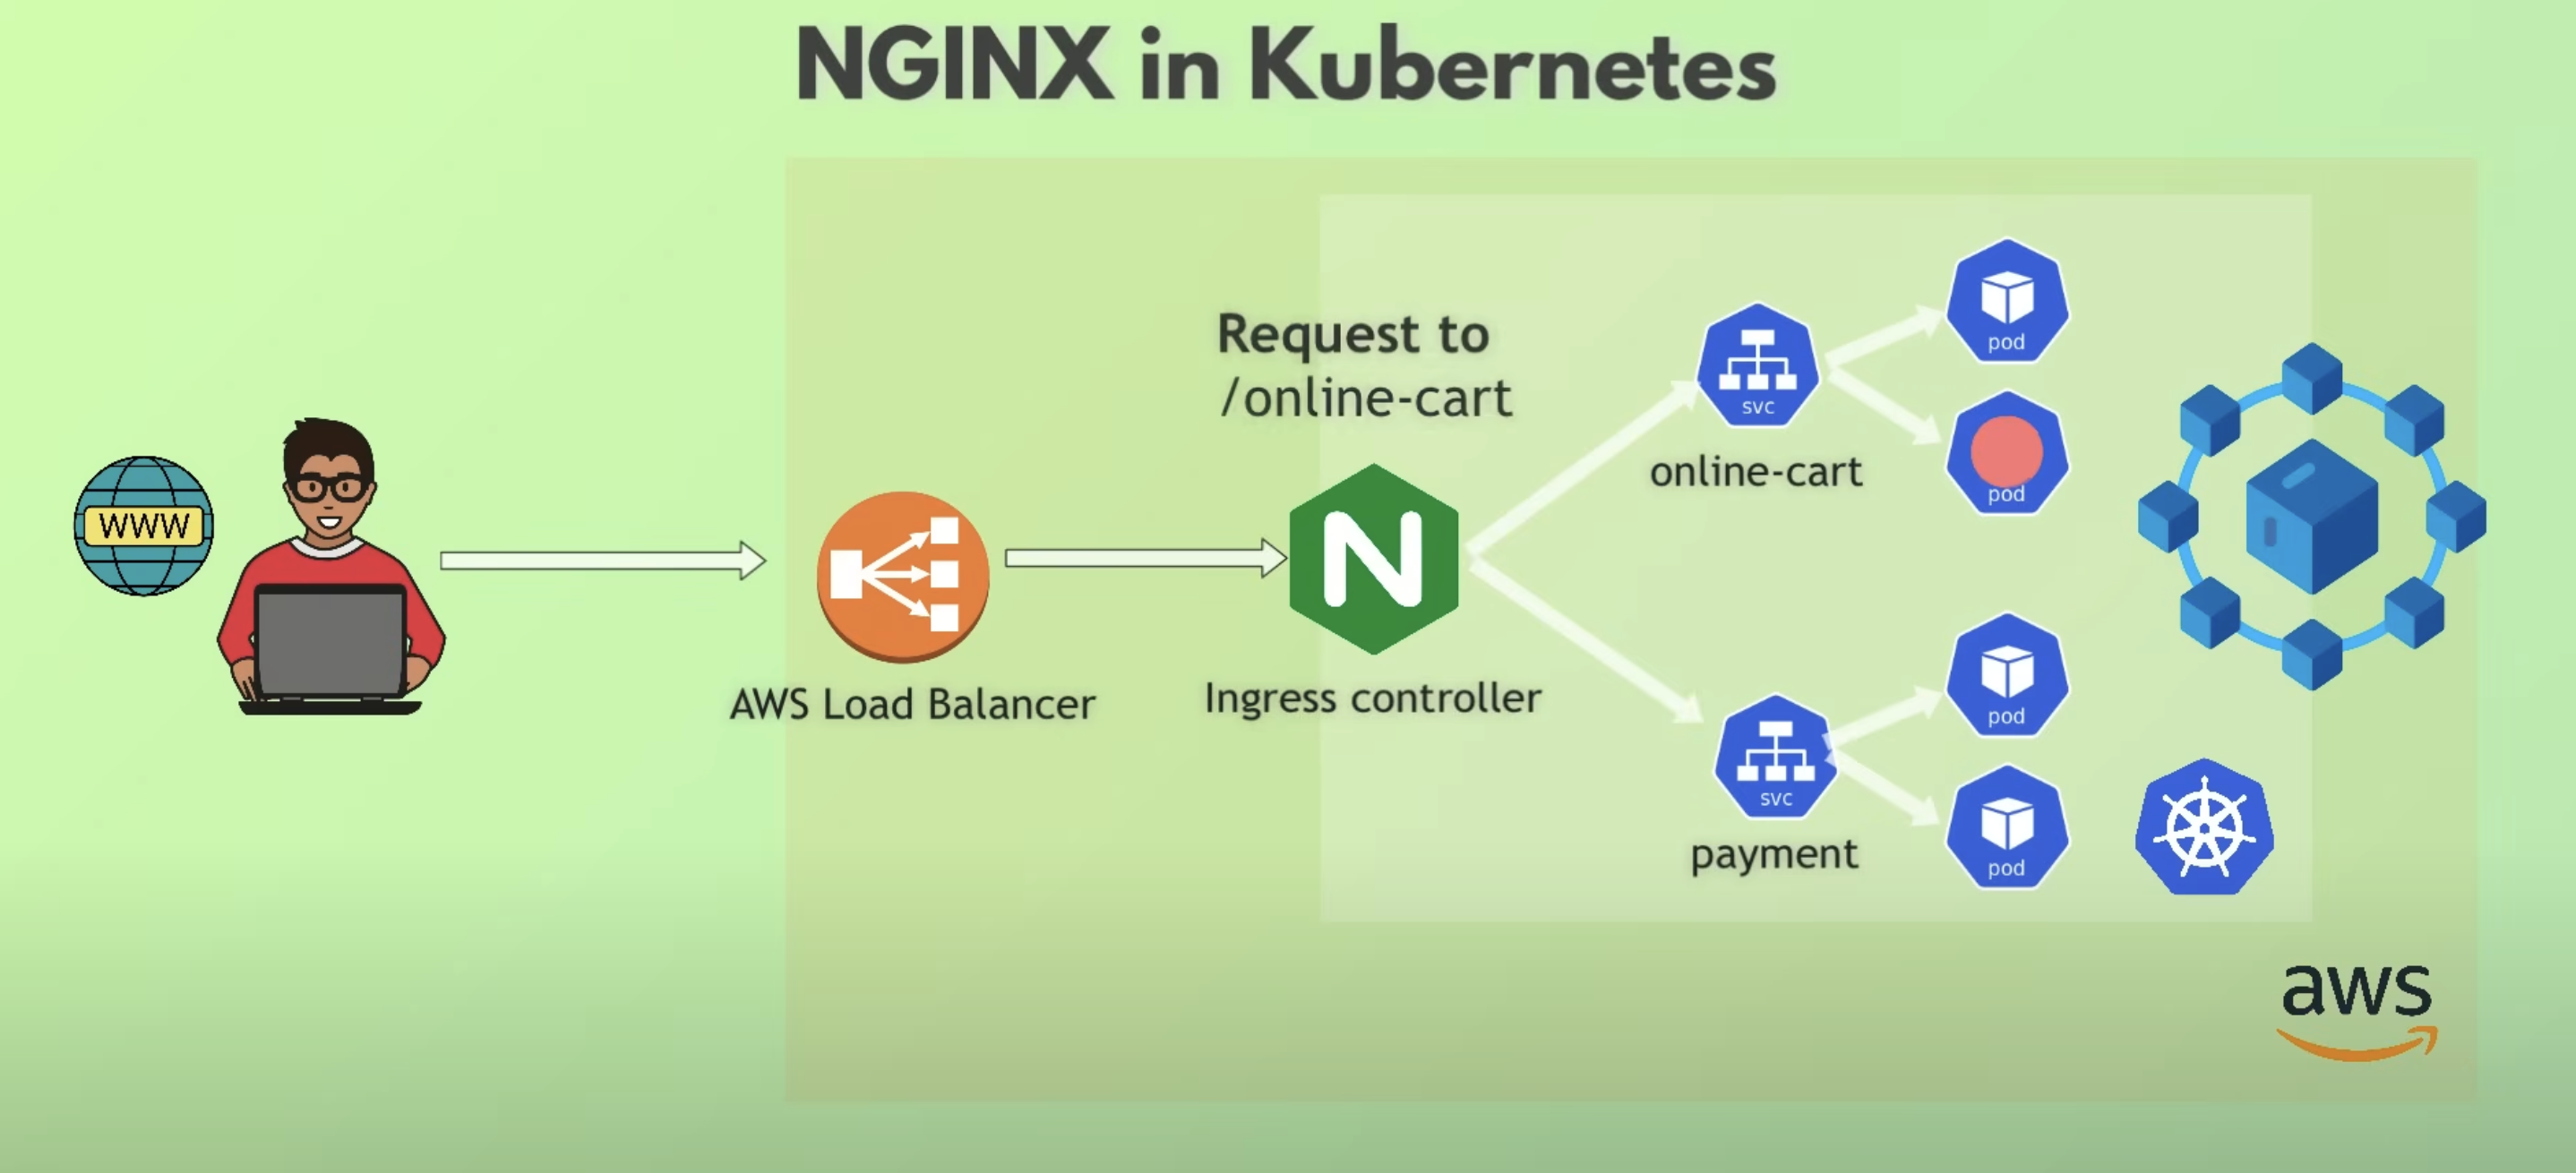 NGINX in Kubernetes
Request to
/online-cart
WWW
AWS Load Balancer
N
Ingress controller
svc
online-cart
pod
pod
svc
payment
pod
pod
aws